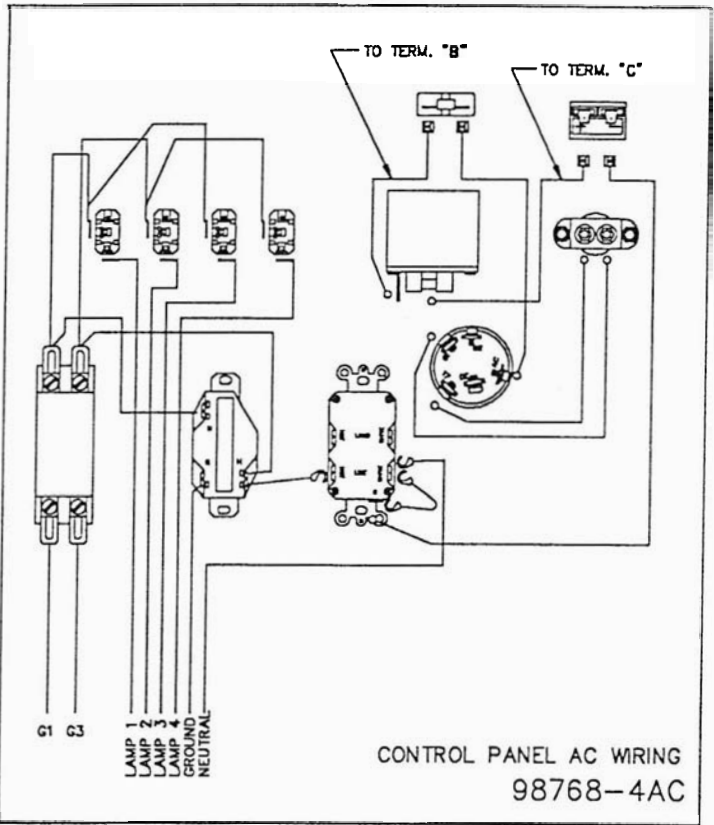 TO TERM. "B"
TO TERM. "C"
G1 G3
LAMP 1
LAMP 2
LAMP 3
LAMP 4
GROUND
NEUTRAL
CONTROL PANEL AC WIRING
98768-4AC